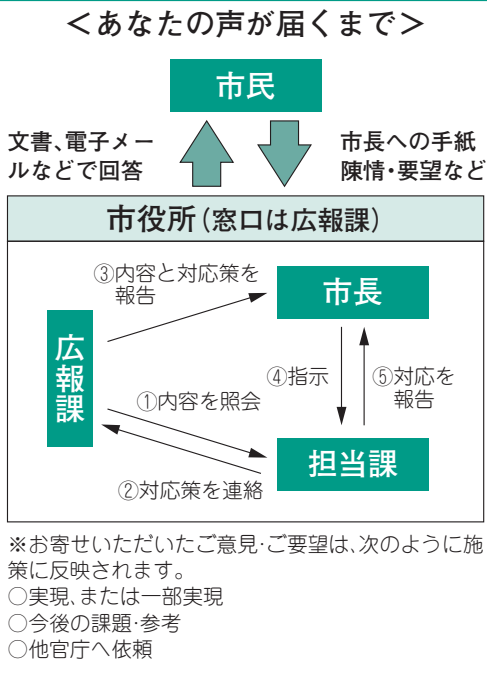 ＜あなたの声が届くまで＞
市民
文書、電子メー
ルなどで回答
市長への手紙
陳情・要望など
市役所（窓口は広報課）
③内容と対応策を
報告
市長
広報課
④指示
⑤対応を
報告
①内容を照会
担当課
②対応策を連絡
※お寄せいただいたご意見・ご要望は、次のように施
策に反映されます。
○実現、または一部実現
○今後の課題・参考
○他官庁へ依頼